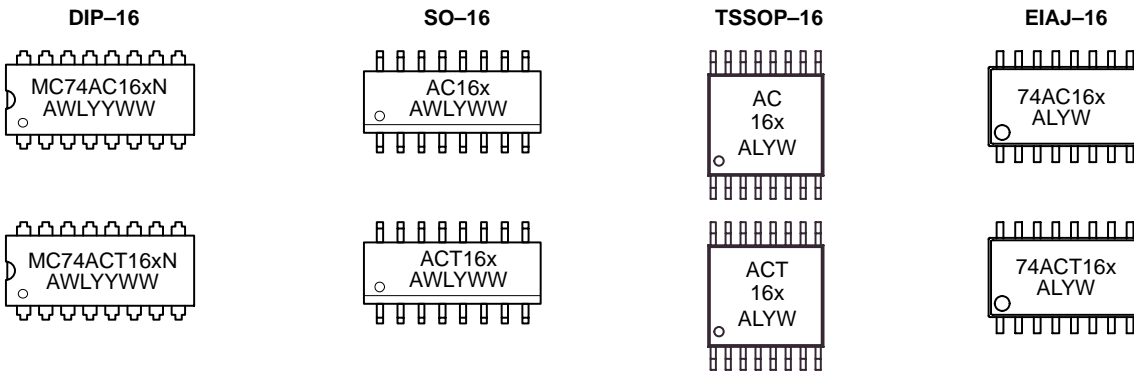 DIP–16
SO–16
TSSOP–16
EIAJ–16
MC74AC16xN
AWLYYWW
AC16x
AWLYWW
AC
16x
ALYW
74AC16x
ALYW
MC74ACT16xN
AWLYYWW
ACT16x
AWLYWW
ACT
16x
ALYW
74ACT16x
ALYW